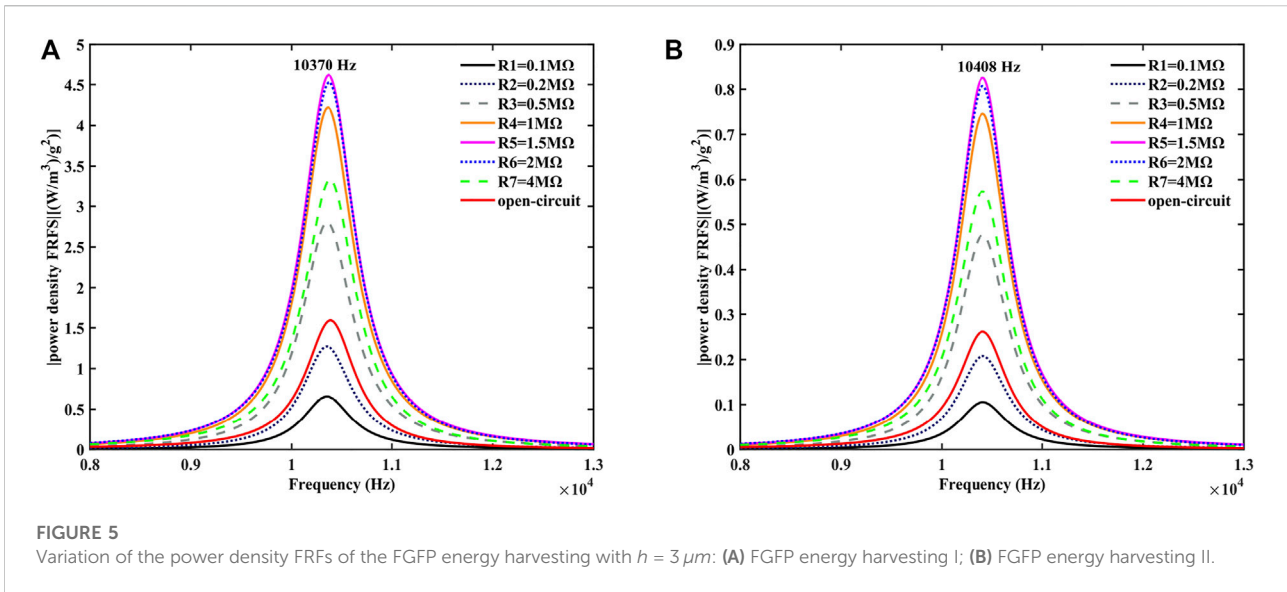 A
10370 Hz
|power density FRFS|[(W/m³)/g²)]
5
4.5
4
3.5
3
2.5
2
1.5
1
0.5
0
0.8
0.9
1
1.1
1.2
1.3
×10⁴
Frequency (Hz)
R1=0.1MΩ
R2=0.2MΩ
R3=0.5MΩ
R4=1MΩ
R5=1.5MΩ
R6=2MΩ
R7=4MΩ
open-circuit
B
10408 Hz
|power density FRFS|[(W/m³)/g²)]
0.9
0.8
0.7
0.6
0.5
0.4
0.3
0.2
0.1
0
0.8
0.9
1
1.1
1.2
1.3
×10⁴
Frequency (Hz)
R1=0.1MΩ
R2=0.2MΩ
R3=0.5MΩ
R4=1MΩ
R5=1.5MΩ
R6=2MΩ
R7=4MΩ
open-circuit
FIGURE 5
Variation of the power density FRFs of the FGFP energy harvesting with h = 3 μm: (A) FGFP energy harvesting I; (B) FGFP energy harvesting II.